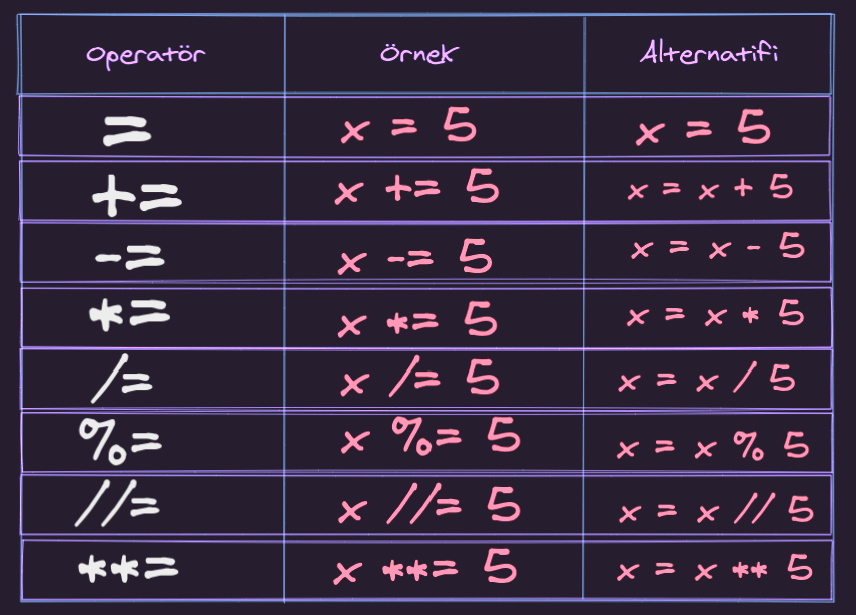 Operatör Örnek Alternatifi
= x = 5 x = 5
+= x += 5 x = x + 5
-= x -= 5 x = x - 5
*= x *= 5 x = x * 5
/= x /= 5 x = x / 5
%= x %= 5 x = x % 5
//= x //= 5 x = x // 5
**= x **= 5 x = x ** 5